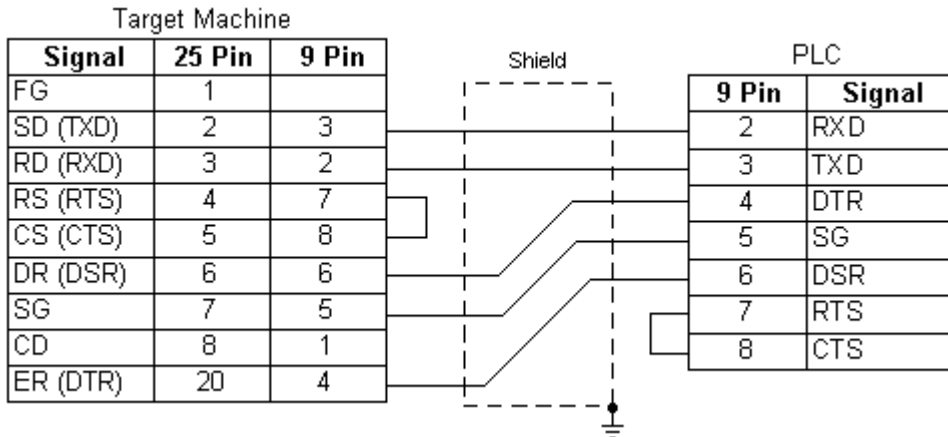 Target Machine
Signal 25 Pin 9 Pin
FG 1
SD (TXD) 2 3
RD (RXD) 3 2
RS (RTS) 4 7
CS (CTS) 5 8
DR (DSR) 6 6
SG 7 5
CD 8 1
ER (DTR) 20 4
Shield
PLC
9 Pin Signal
2 RXD
3 TXD
4 DTR
5 SG
6 DSR
7 RTS
8 CTS